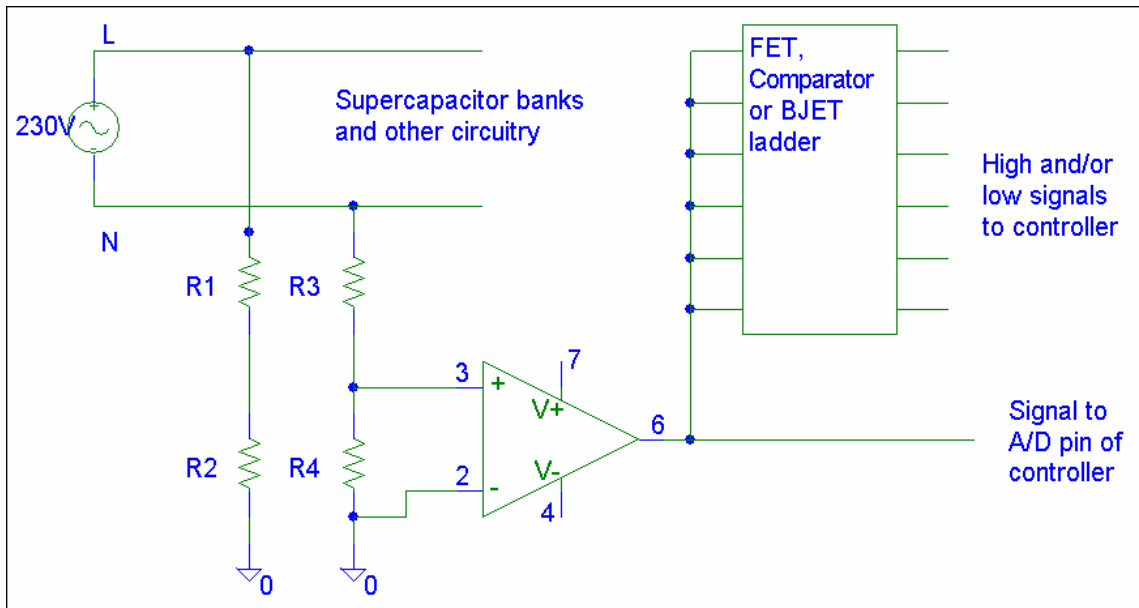 L
230V
N
Supercapacitor banks
and other circuitry
FET,
Comparator
or BJET
ladder
High and/or
low signals
to controller
R1
R3
R2
R4
3
+
2
-
7
V+
V-
4
6
Signal to
A/D pin of
controller
0
0